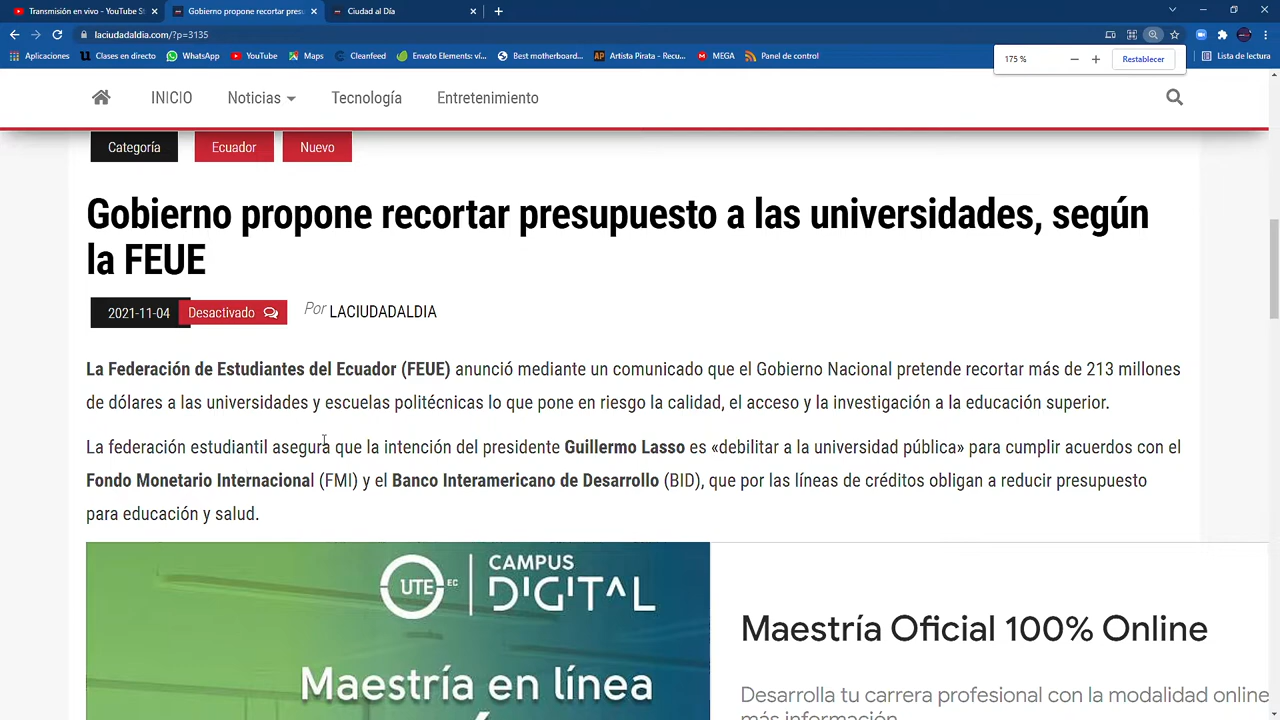 Transmisión en vivo - YouTube S
Gobierno propone recortar presu
Ciudad al Día
laciudadaldia.com/?p=3135
Aplicaciones
Clases en directo
WhatsApp
YouTube
Maps
Cleanfeed
Envato Elements: ví...
Best motherboard...
Artista Pirata - Recu...
MEGA
Panel de control
Lista de lectura
175 %
Restablecer
INICIO
Noticias
Tecnología
Entretenimiento
Categoría
Ecuador
Nuevo
Gobierno propone recortar presupuesto a las universidades, según
la FEUE
2021-11-04
Desactivado
Por LACIUDADALDIA
La Federación de Estudiantes del Ecuador (FEUE) anunció mediante un comunicado que el Gobierno Nacional pretende recortar más de 213 millones
de dólares a las universidades y escuelas politécnicas lo que pone en riesgo la calidad, el acceso y la investigación a la educación superior.
La federación estudiantil asegura que la intención del presidente Guillermo Lasso es «debilitar a la universidad pública» para cumplir acuerdos con el
Fondo Monetario Internacional (FMI) y el Banco Interamericano de Desarrollo (BID), que por las líneas de créditos obligan a reducir presupuesto
para educación y salud.
UTE EC
CAMPUS
DIGITAL
Maestría en línea
Maestría Oficial 100% Online
Desarrolla tu carrera profesional con la modalidad online
más información